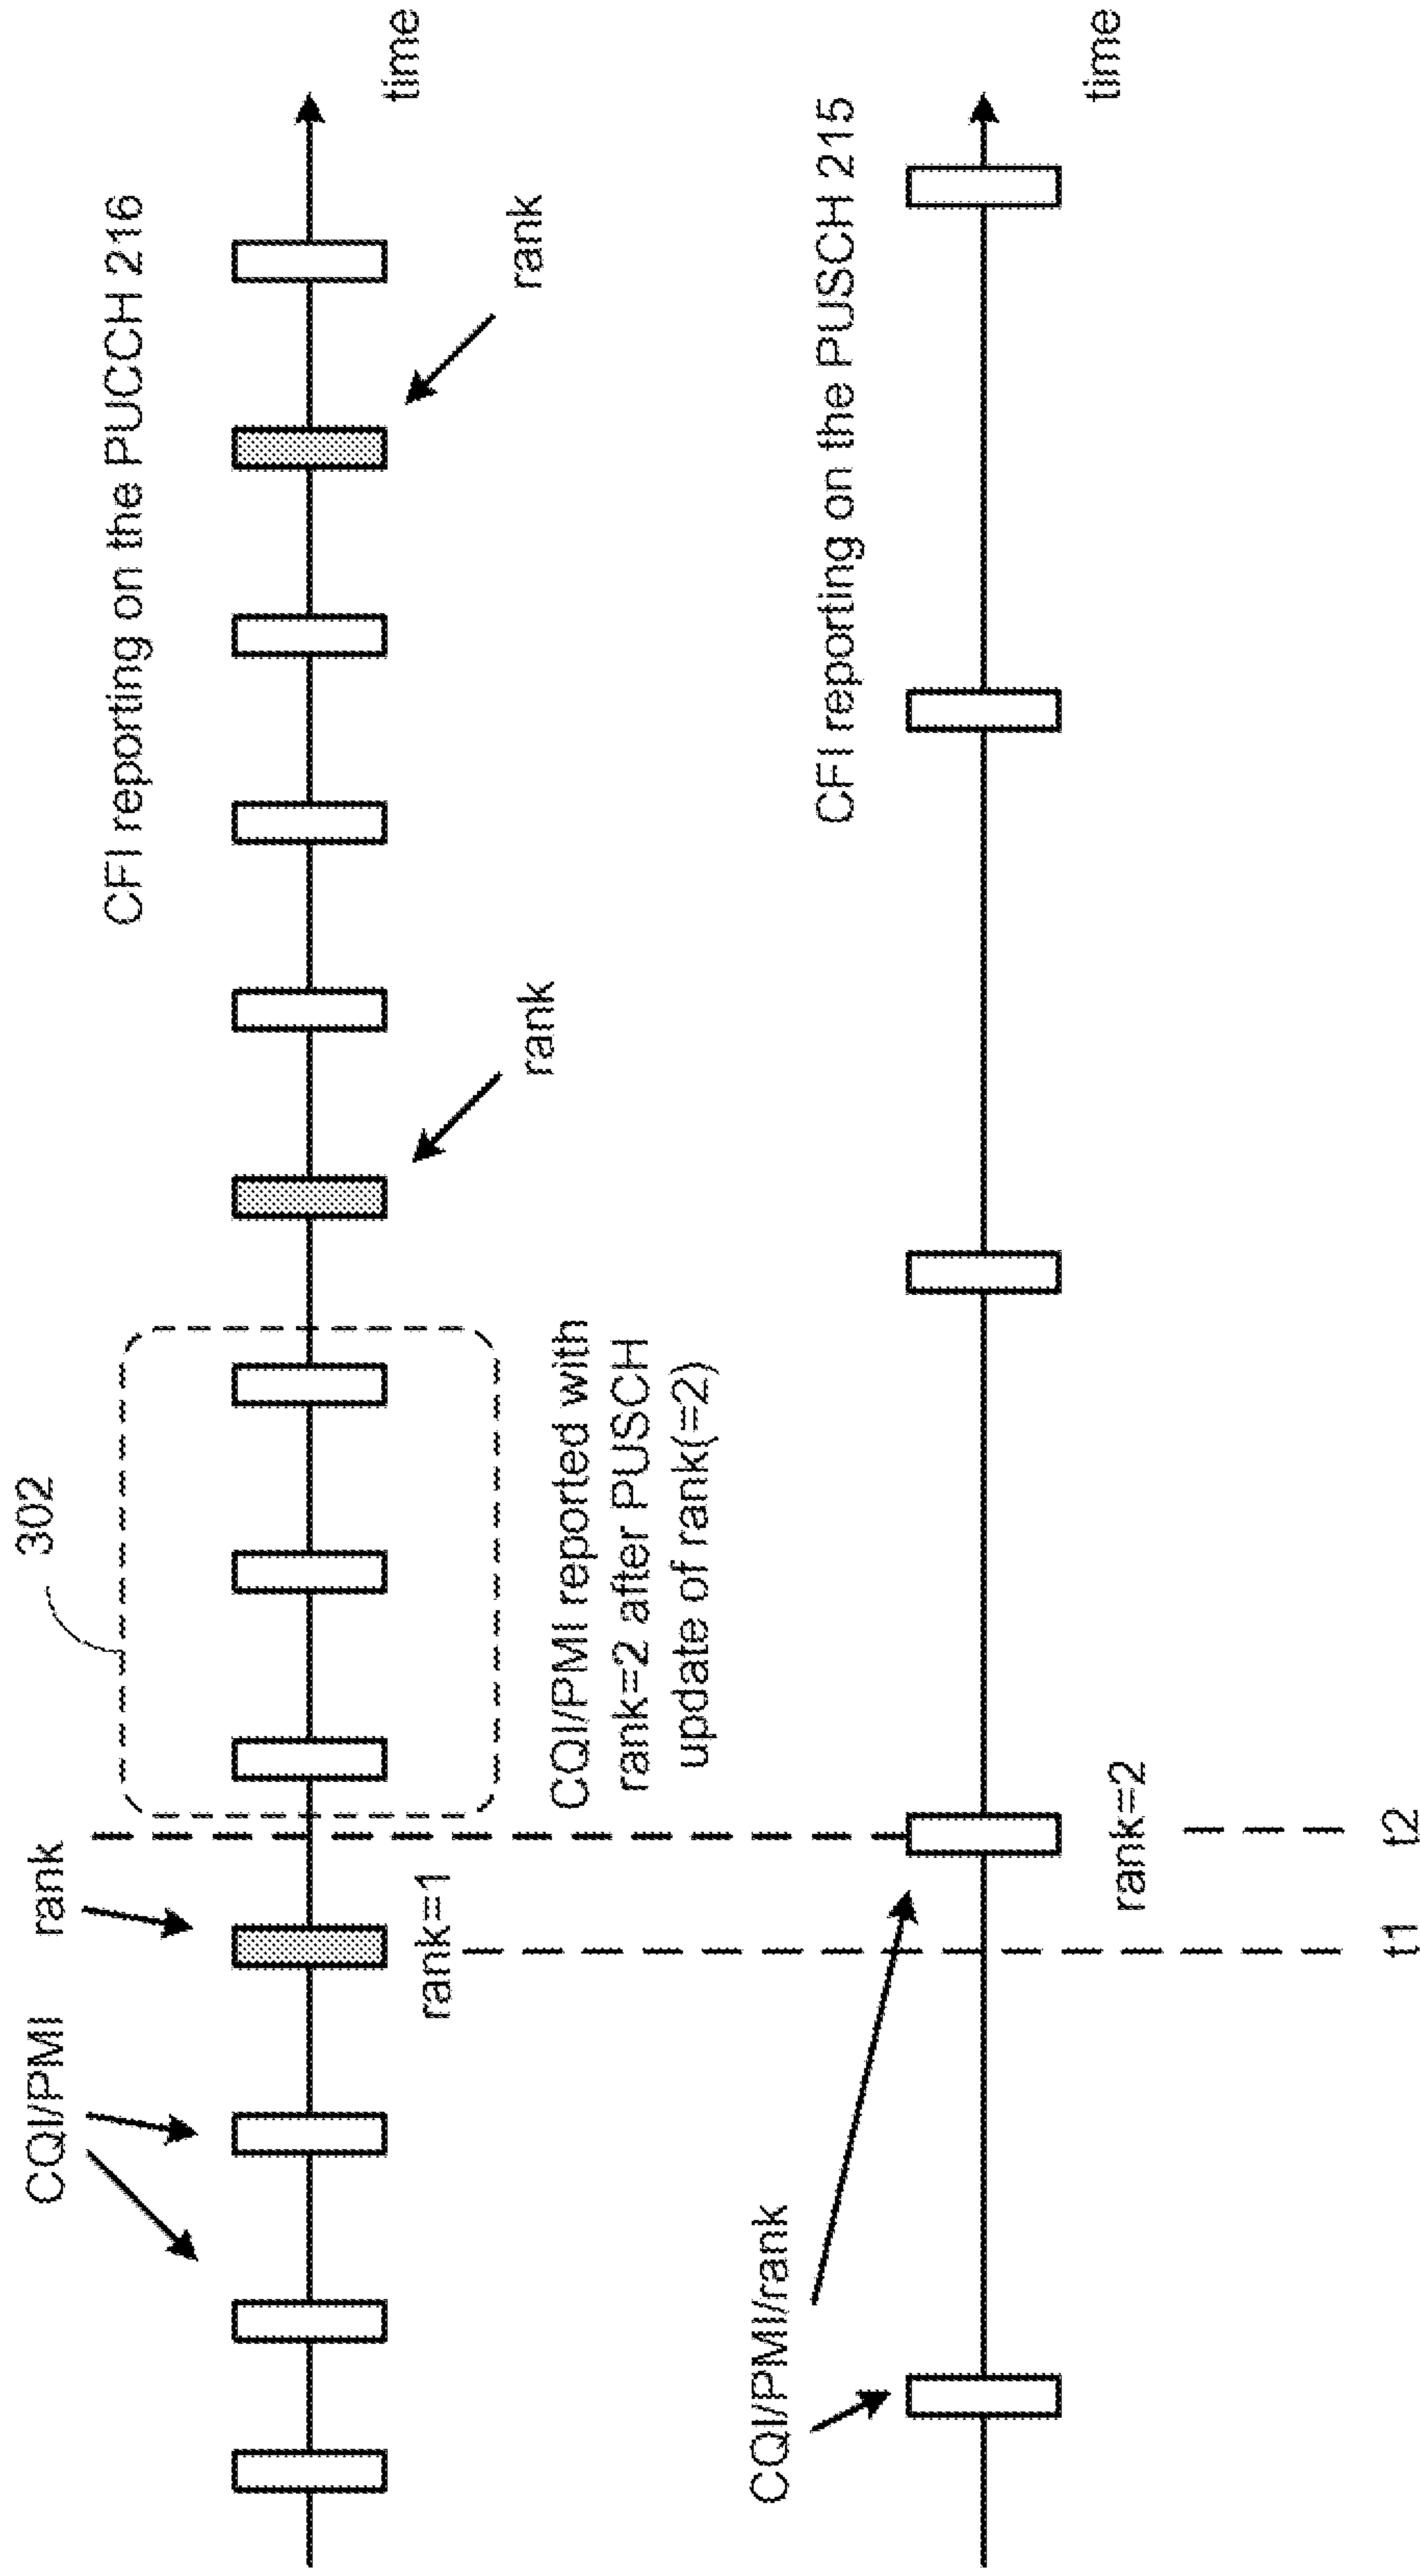 302
CQI/PMI
rank
CFI reporting on the PUCCH 216
time
rank=1
CQI/PMI reported with
rank=2 after PUSCH
update of rank(=2)
rank
rank
CQI/PMI/rank
CFI reporting on the PUSCH 215
time
rank=2
t1
t2